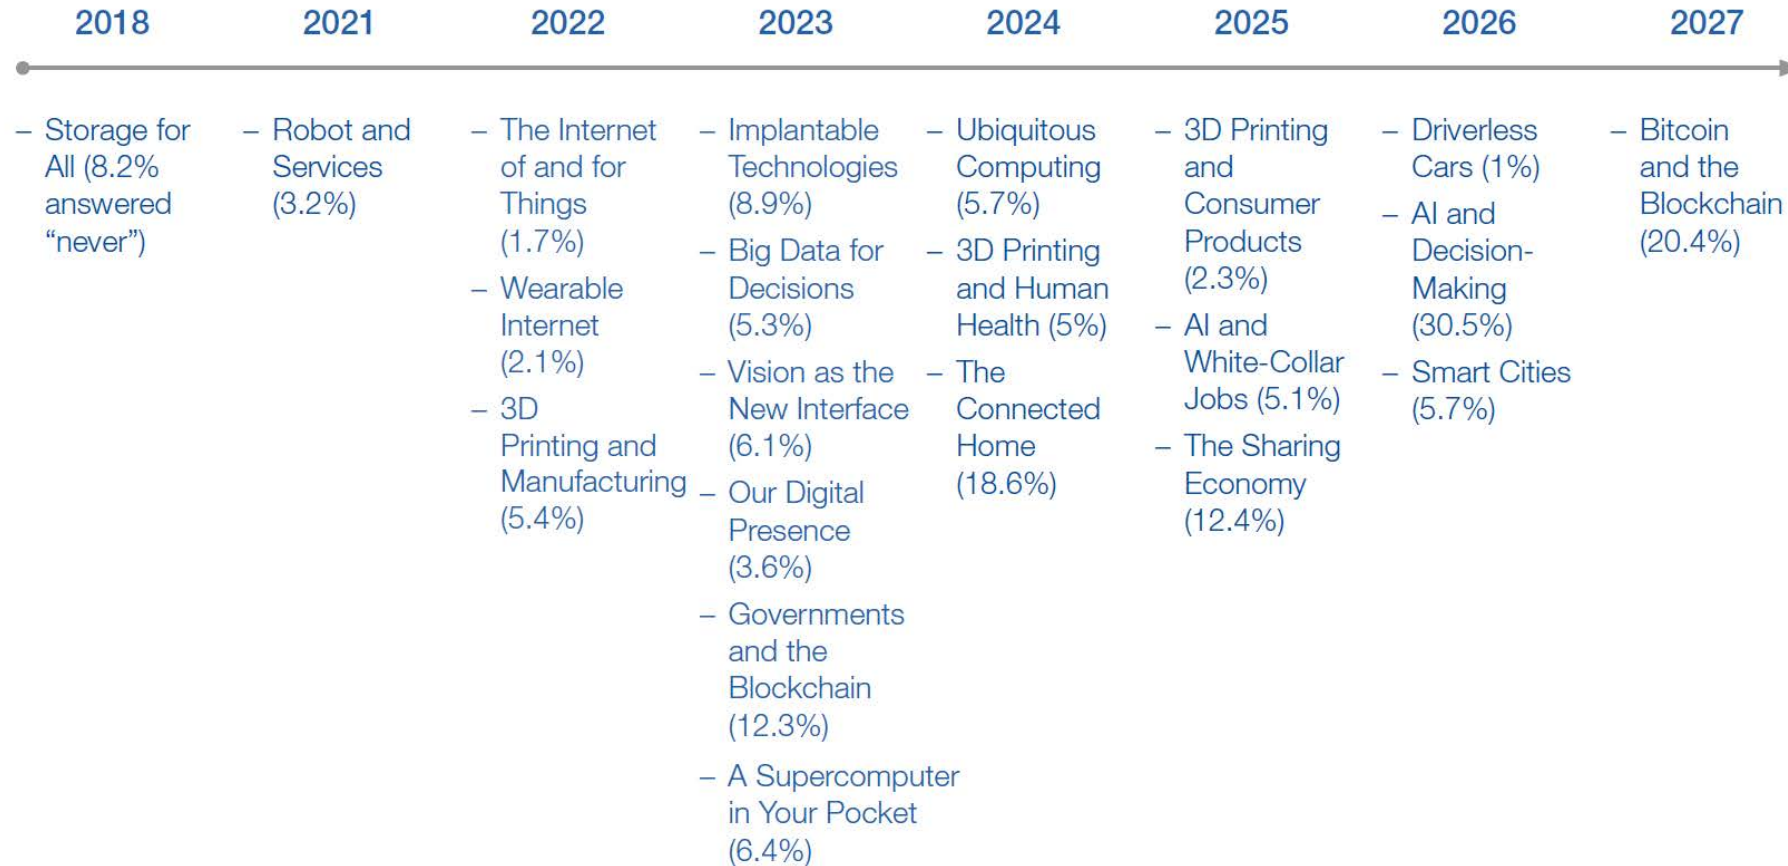 2018
2021
2022
2023
2024
2025
2026
2027
– Storage for
All (8.2%
answered
“never”)
– Robot and
Services
(3.2%)
– The Internet
of and for
Things
(1.7%)
– Wearable
Internet
(2.1%)
– 3D
Printing and
Manufacturing
(5.4%)
– Implantable
Technologies
(8.9%)
– Big Data for
Decisions
(5.3%)
– Vision as the
New Interface
(6.1%)
– Our Digital
Presence
(3.6%)
– Governments
and the
Blockchain
(12.3%)
– A Supercomputer
in Your Pocket
(6.4%)
– Ubiquitous
Computing
(5.7%)
– 3D Printing
and Human
Health (5%)
– The
Connected
Home
(18.6%)
– 3D Printing
and
Consumer
Products
(2.3%)
– AI and
White-Collar
Jobs (5.1%)
– The Sharing
Economy
(12.4%)
– Driverless
Cars (1%)
– AI and
Decision-
Making
(30.5%)
– Smart Cities
(5.7%)
– Bitcoin
and the
Blockchain
(20.4%)